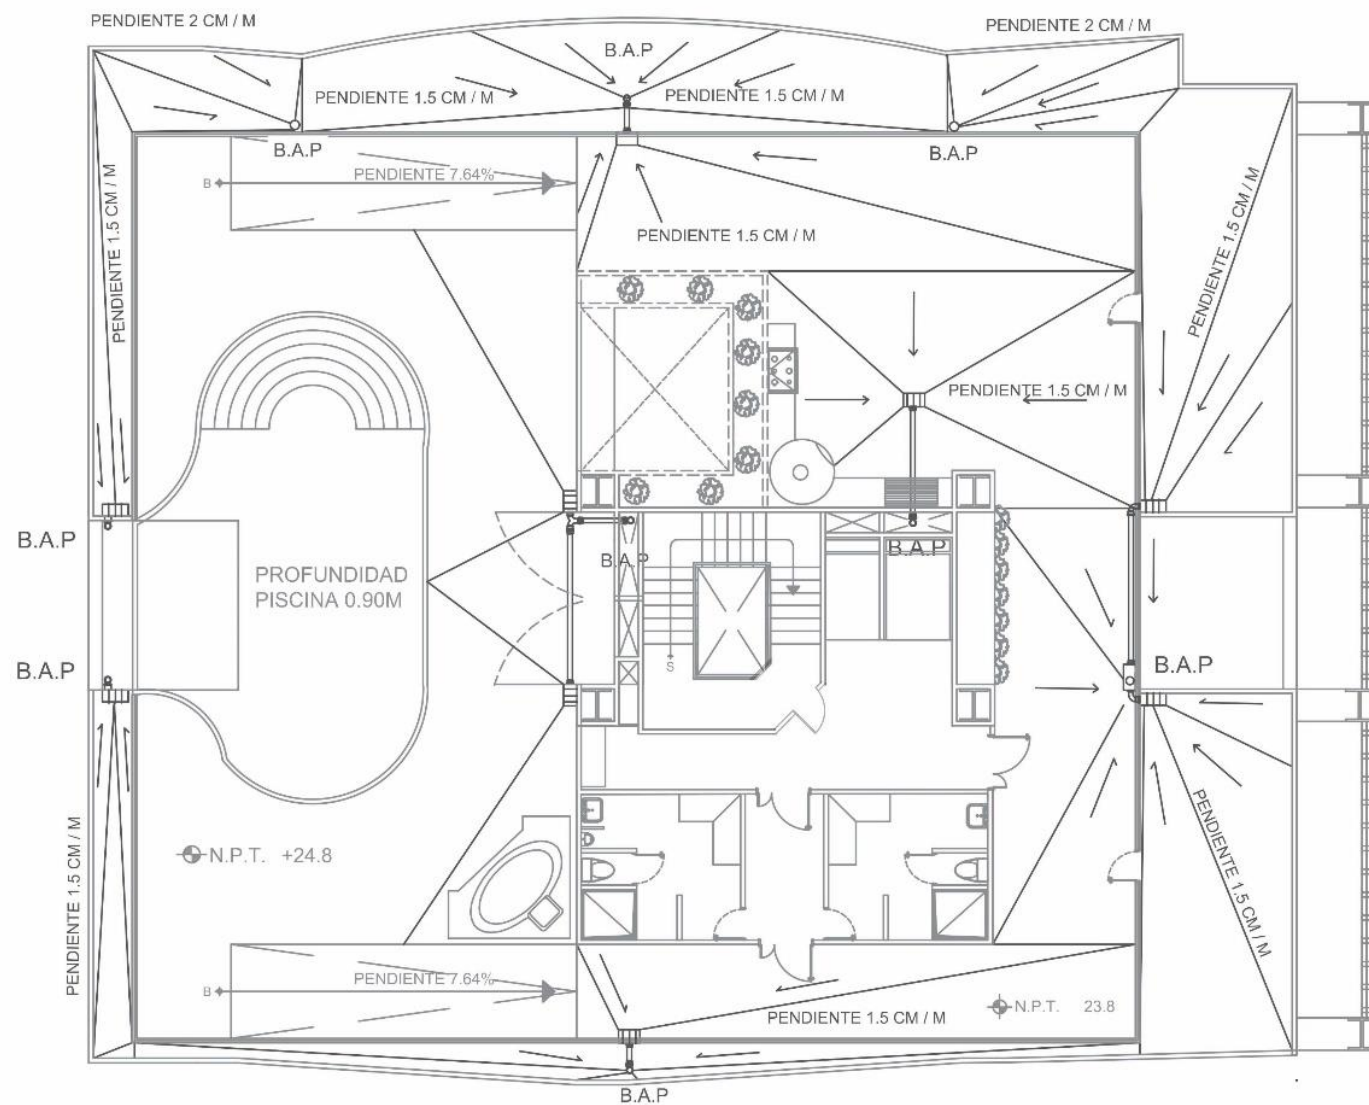 PENDIENTE 2 CM / M
PENDIENTE 2 CM / M
B.A.P
PENDIENTE 1.5 CM / M
PENDIENTE 1.5 CM / M
B.A.P
B.A.P
PENDIENTE 7.64%
B
PENDIENTE 1.5 CM / M
PENDIENTE 1.5 CM / M
PENDIENTE 1.5 CM / M
PENDIENTE 1.5 CM / M
B.A.P
B.A.P
B.A.P
PROFUNDIDAD
PISCINA 0.90M
S
B.A.P
B.A.P
PENDIENTE 1.5 CM / M
PENDIENTE 1.5 CM / M
N.P.T. +24.8
PENDIENTE 7.64%
B
N.P.T. 23.8
PENDIENTE 1.5 CM / M
B.A.P